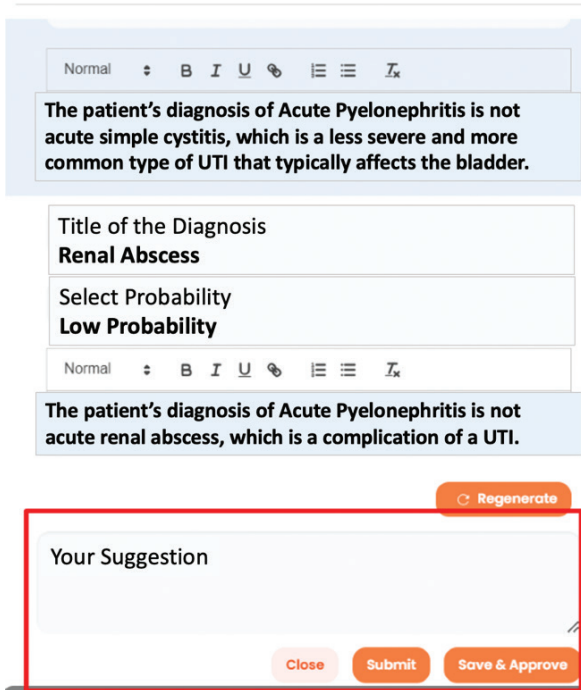 Normal B I U
The patient’s diagnosis of Acute Pyelonephritis is not
acute simple cystitis, which is a less severe and more
common type of UTI that typically affects the bladder.
Title of the Diagnosis
Renal Abscess
Select Probability
Low Probability
Normal B I U
The patient’s diagnosis of Acute Pyelonephritis is not
acute renal abscess, which is a complication of a UTI.
Regenerate
Your Suggestion
Close Submit Save & Approve